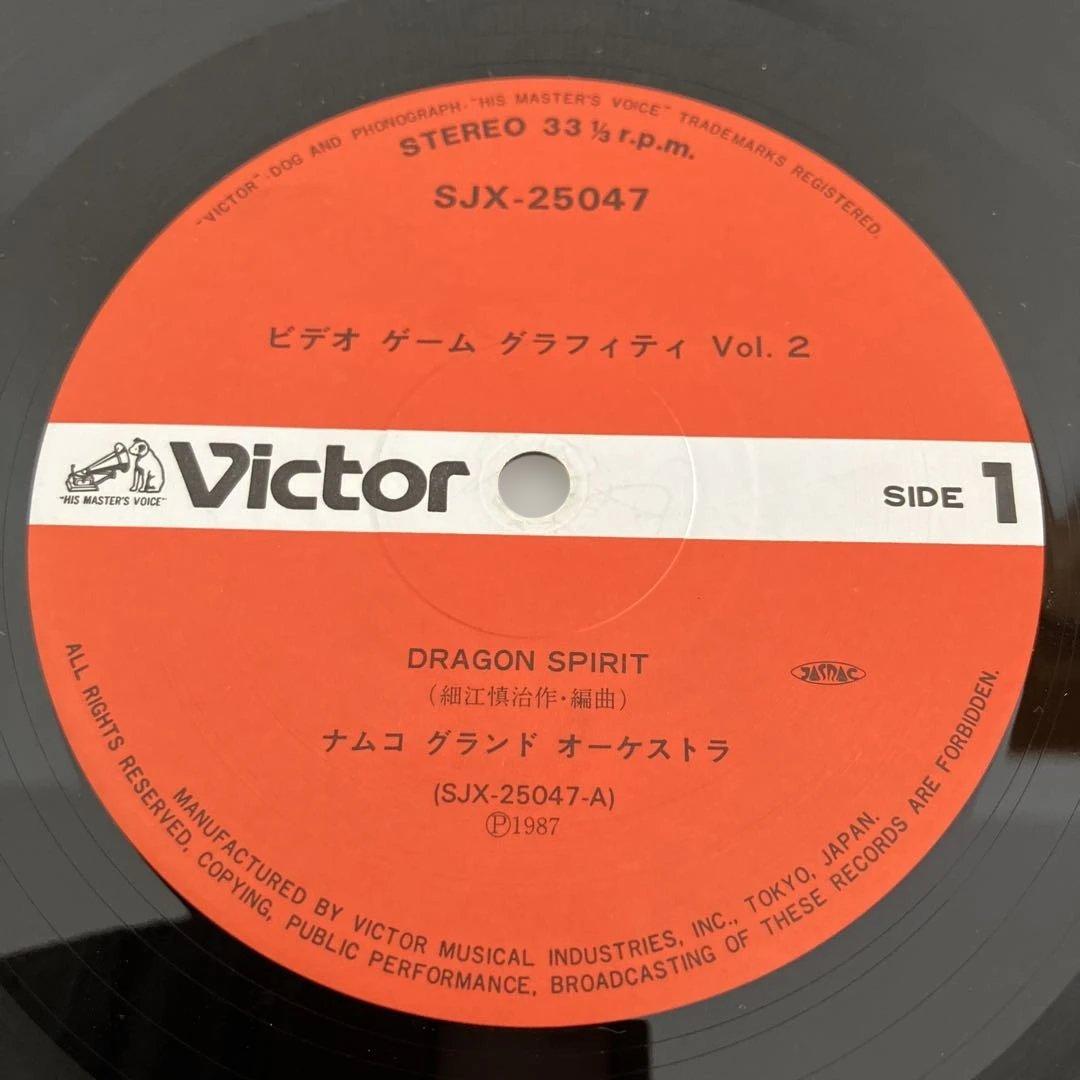 "VICTOR"-DOG AND PHONOGRAPH-"HIS MASTER'S VOICE" TRADEMARKS REGISTERED.
STEREO 33 ⅓ r.p.m.
SJX-25047
ビデオ ゲーム グラフィティ Vol. 2
"HIS MASTER'S VOICE"
Victor
SIDE 1
DRAGON SPIRIT
(細江慎治作・編曲)
JASRAC
ナムコ グランド オーケストラ
(SJX-25047-A)
Ⓟ1987
MANUFACTURED BY VICTOR MUSICAL INDUSTRIES, INC., TOKYO, JAPAN.
ALL RIGHTS RESERVED. COPYING, PUBLIC PERFORMANCE, BROADCASTING OF THESE RECORDS ARE FORBIDDEN.